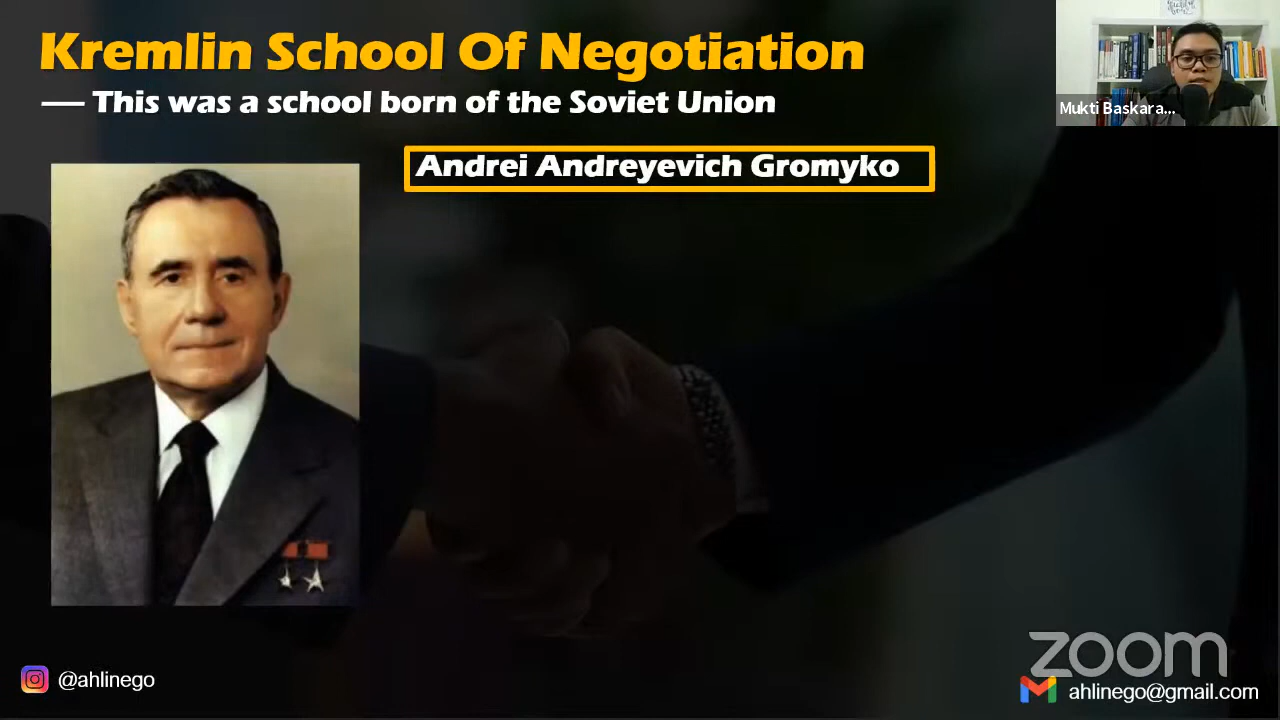 Kremlin School Of Negotiation
— This was a school born of the Soviet Union
Mukti Baskara...
Andrei Andreyevich Gromyko
@ahlinego
zoom
ahlinego@gmail.com